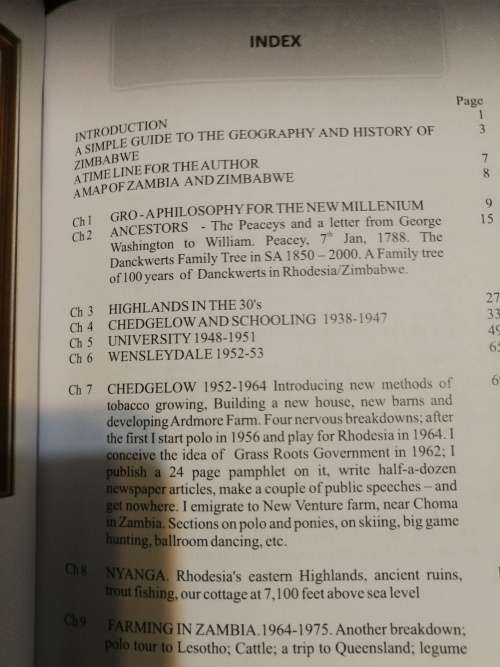 INDEX
Page
INTRODUCTION 1
A SIMPLE GUIDE TO THE GEOGRAPHY AND HISTORY OF 3
ZIMBABWE
A TIME LINE FOR THE AUTHOR 7
A MAP OF ZAMBIA AND ZIMBABWE 8
Ch 1 GRO - A PHILOSOPHY FOR THE NEW MILLENIUM 9
Ch 2 ANCESTORS - The Peaceys and a letter from George 15
Washington to William. Peacey, 7th Jan, 1788. The
Danckwerts Family Tree in SA 1850 – 2000. A Family tree
of 100 years of Danckwerts in Rhodesia/Zimbabwe.
Ch 3 HIGHLANDS IN THE 30's 27
Ch 4 CHEDGELOW AND SCHOOLING 1938-1947 33
Ch 5 UNIVERSITY 1948-1951 49
Ch 6 WENSLEYDALE 1952-53
Ch 7 CHEDGELOW 1952-1964 Introducing new methods of
tobacco growing, Building a new house, new barns and
developing Ardmore Farm. Four nervous breakdowns; after
the first I start polo in 1956 and play for Rhodesia in 1964. I
conceive the idea of Grass Roots Government in 1962; I
publish a 24 page pamphlet on it, write half-a-dozen
newspaper articles, make a couple of public speeches – and
get nowhere. I emigrate to New Venture farm, near Choma
in Zambia. Sections on polo and ponies, on skiing, big game
hunting, ballroom dancing, etc.
Ch 8 NYANGA. Rhodesia's eastern Highlands, ancient ruins,
trout fishing, our cottage at 7,100 feet above sea level
Ch 9 FARMING IN ZAMBIA.1964-1975. Another breakdown;
polo tour to Lesotho; Cattle; a trip to Queensland; legume